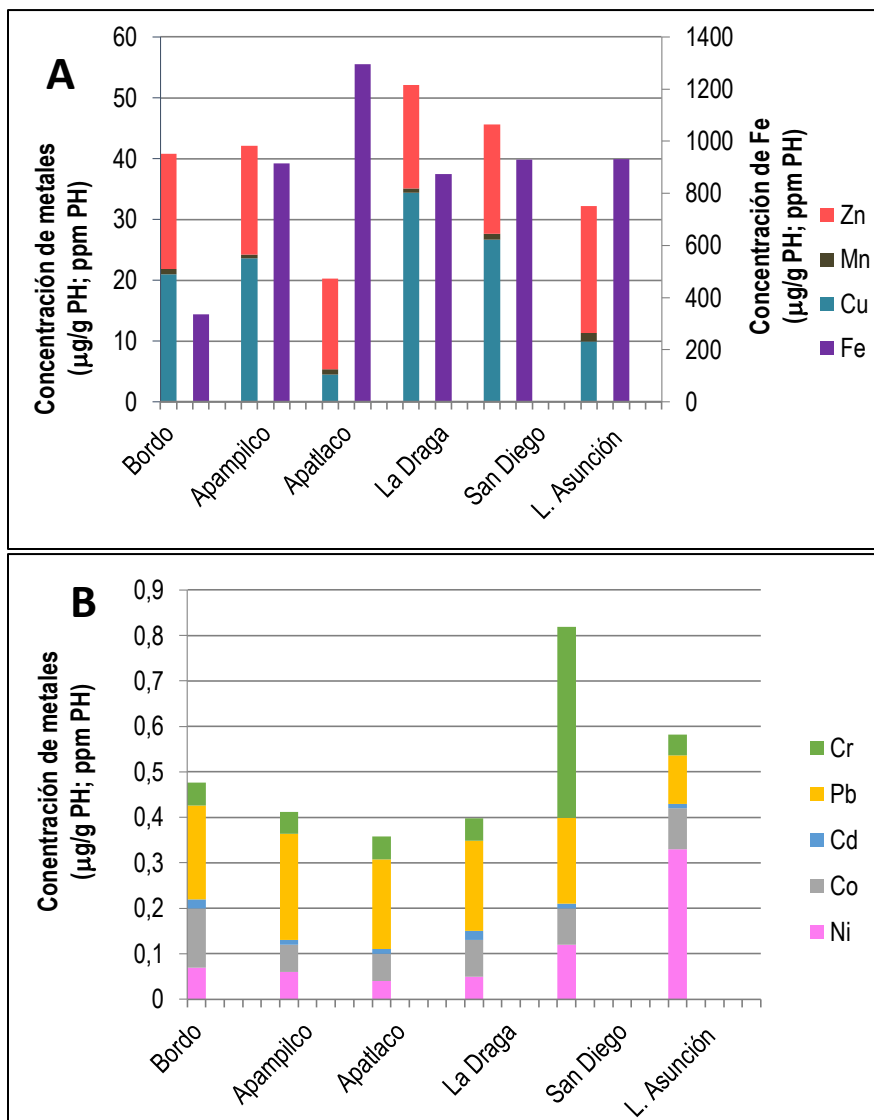 A
60
50
40
30
20
10
0
Concentración de metales
(µg/g PH; ppm PH)
1400
1200
1000
800
600
400
200
0
Concentración de Fe
(µg/g PH; ppm PH)
Zn
Mn
Cu
Fe
Bordo
Apampilco
Apatlaco
La Draga
San Diego
L. Asunción
B
0,9
0,8
0,7
0,6
0,5
0,4
0,3
0,2
0,1
0
Conentración de metales
(µg/g PH; ppm PH)
Cr
Pb
Cd
Co
Ni
Bordo
Apampilco
Apatlaco
La Draga
San Diego
L. Asunción